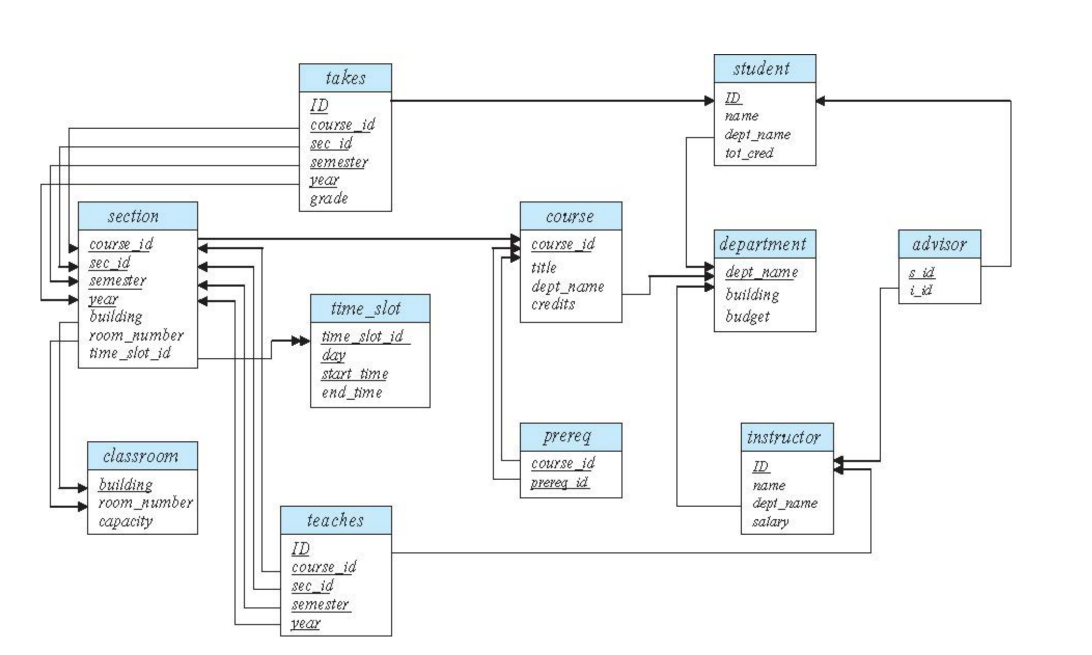 takes
ID
course_id
sec_id
semester
year
grade
student
ID
name
dept_name
tot_cred
section
course_id
sec_id
semester
year
building
room_number
time_slot_id
course
course_id
title
dept_name
credits
department
dept_name
building
budget
advisor
s_id
i_id
time_slot
time_slot_id
day
start_time
end_time
prereq
course_id
prereq_id
instructor
ID
name
dept_name
salary
classroom
building
room_number
capacity
teaches
ID
course_id
sec_id
semester
year